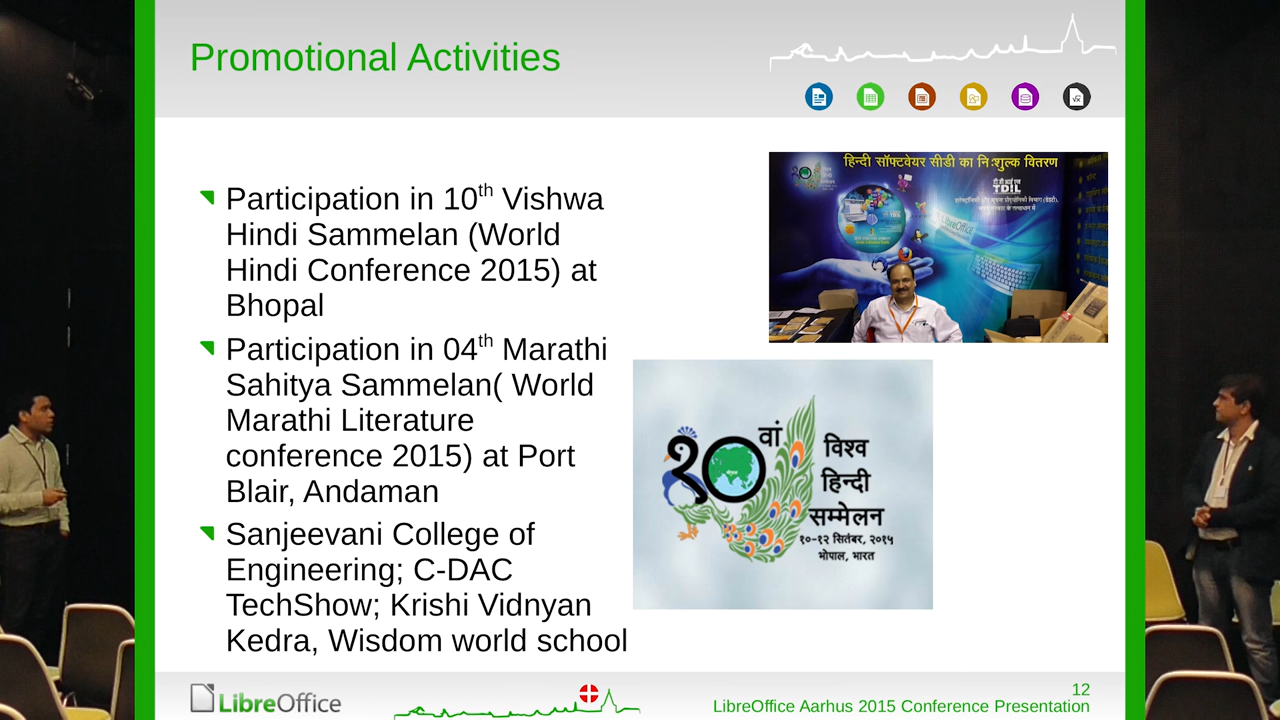 Promotional Activities
Participation in 10th Vishwa
Hindi Sammelan (World
Hindi Conference 2015) at
Bhopal
Participation in 04th Marathi
Sahitya Sammelan( World
Marathi Literature
conference 2015) at Port
Blair, Andaman
Sanjeevani College of
Engineering; C-DAC
TechShow; Krishi Vidnyan
Kedra, Wisdom world school
हिन्दी सॉफ्टवेयर सीडी का निःशुल्क वितरण
TDIL
LibreOffice
१०वां
विश्व
हिन्दी
सम्मेलन
१०-१२ सितंबर, २०१५
भोपाल, भारत
LibreOffice
12
LibreOffice Aarhus 2015 Conference Presentation